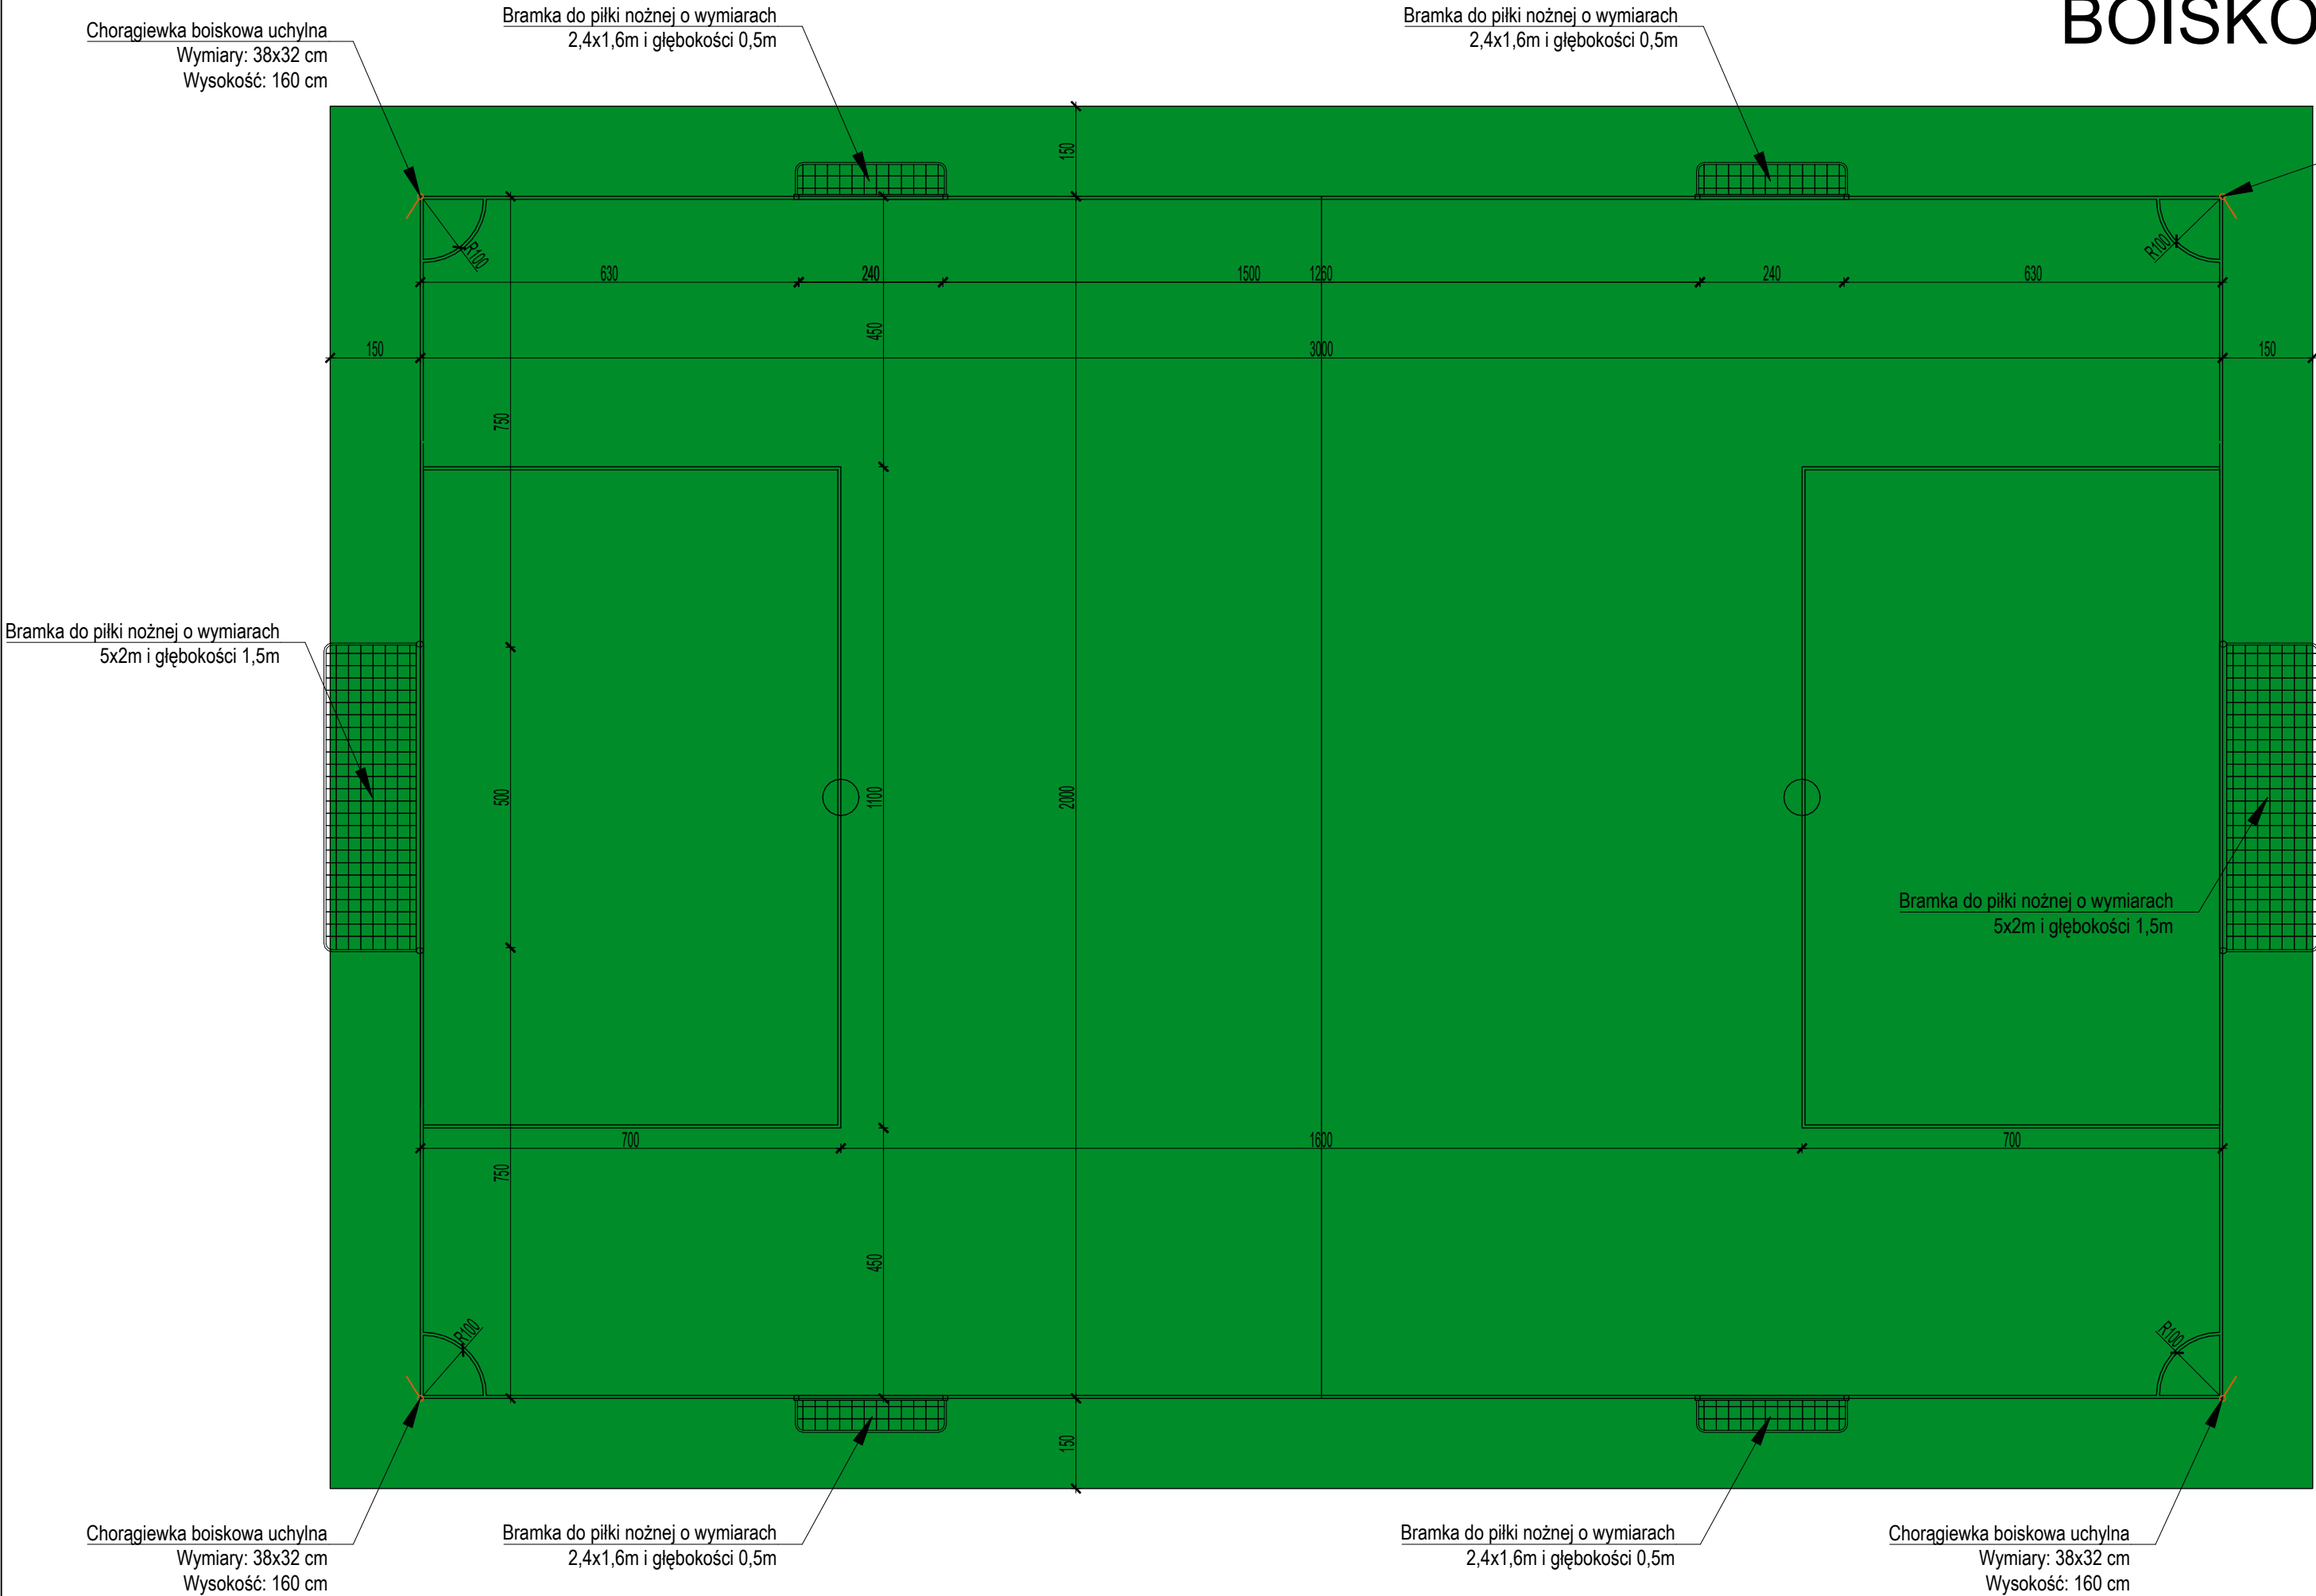 BOISKO
Chorągiewka boiskowa uchylna
Wymiary: 38x32 cm
Wysokość: 160 cm
Bramka do piłki nożnej o wymiarach
2,4x1,6m i głębokości 0,5m
Bramka do piłki nożnej o wymiarach
2,4x1,6m i głębokości 0,5m
150
R100
R100
630
240
1500
1260
240
630
450
150
3000
150
750
Bramka do piłki nożnej o wymiarach
5x2m i głębokości 1,5m
500
1100
2000
Bramka do piłki nożnej o wymiarach
5x2m i głębokości 1,5m
700
1600
700
750
450
R100
R100
150
Chorągiewka boiskowa uchylna
Wymiary: 38x32 cm
Wysokość: 160 cm
Bramka do piłki nożnej o wymiarach
2,4x1,6m i głębokości 0,5m
Bramka do piłki nożnej o wymiarach
2,4x1,6m i głębokości 0,5m
Chorągiewka boiskowa uchylna
Wymiary: 38x32 cm
Wysokość: 160 cm